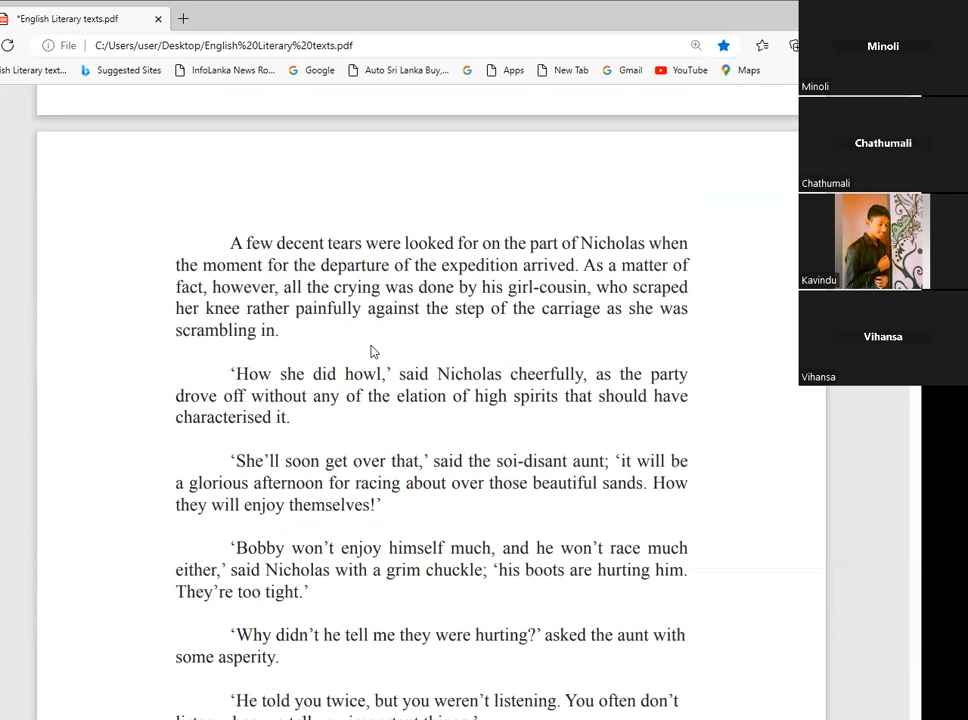 *English Literary texts.pdf
File C:/Users/user/Desktop/English%20Literary%20texts.pdf
ish Literary text... Suggested Sites InfoLanka News Ro... Google Auto Sri Lanka Buy,... Apps New Tab Gmail YouTube Maps
A few decent tears were looked for on the part of Nicholas when
the moment for the departure of the expedition arrived. As a matter of
fact, however, all the crying was done by his girl-cousin, who scraped
her knee rather painfully against the step of the carriage as she was
scrambling in.
‘How she did howl,’ said Nicholas cheerfully, as the party
drove off without any of the elation of high spirits that should have
characterised it.
‘She’ll soon get over that,’ said the soi-disant aunt; ‘it will be
a glorious afternoon for racing about over those beautiful sands. How
they will enjoy themselves!’
‘Bobby won’t enjoy himself much, and he won’t race much
either,’ said Nicholas with a grim chuckle; ‘his boots are hurting him.
They’re too tight.’
‘Why didn’t he tell me they were hurting?’ asked the aunt with
some asperity.
‘He told you twice, but you weren’t listening. You often don’t
Minoli
Minoli
Chathumali
Chathumali
Kavindu
Vihansa
Vihansa